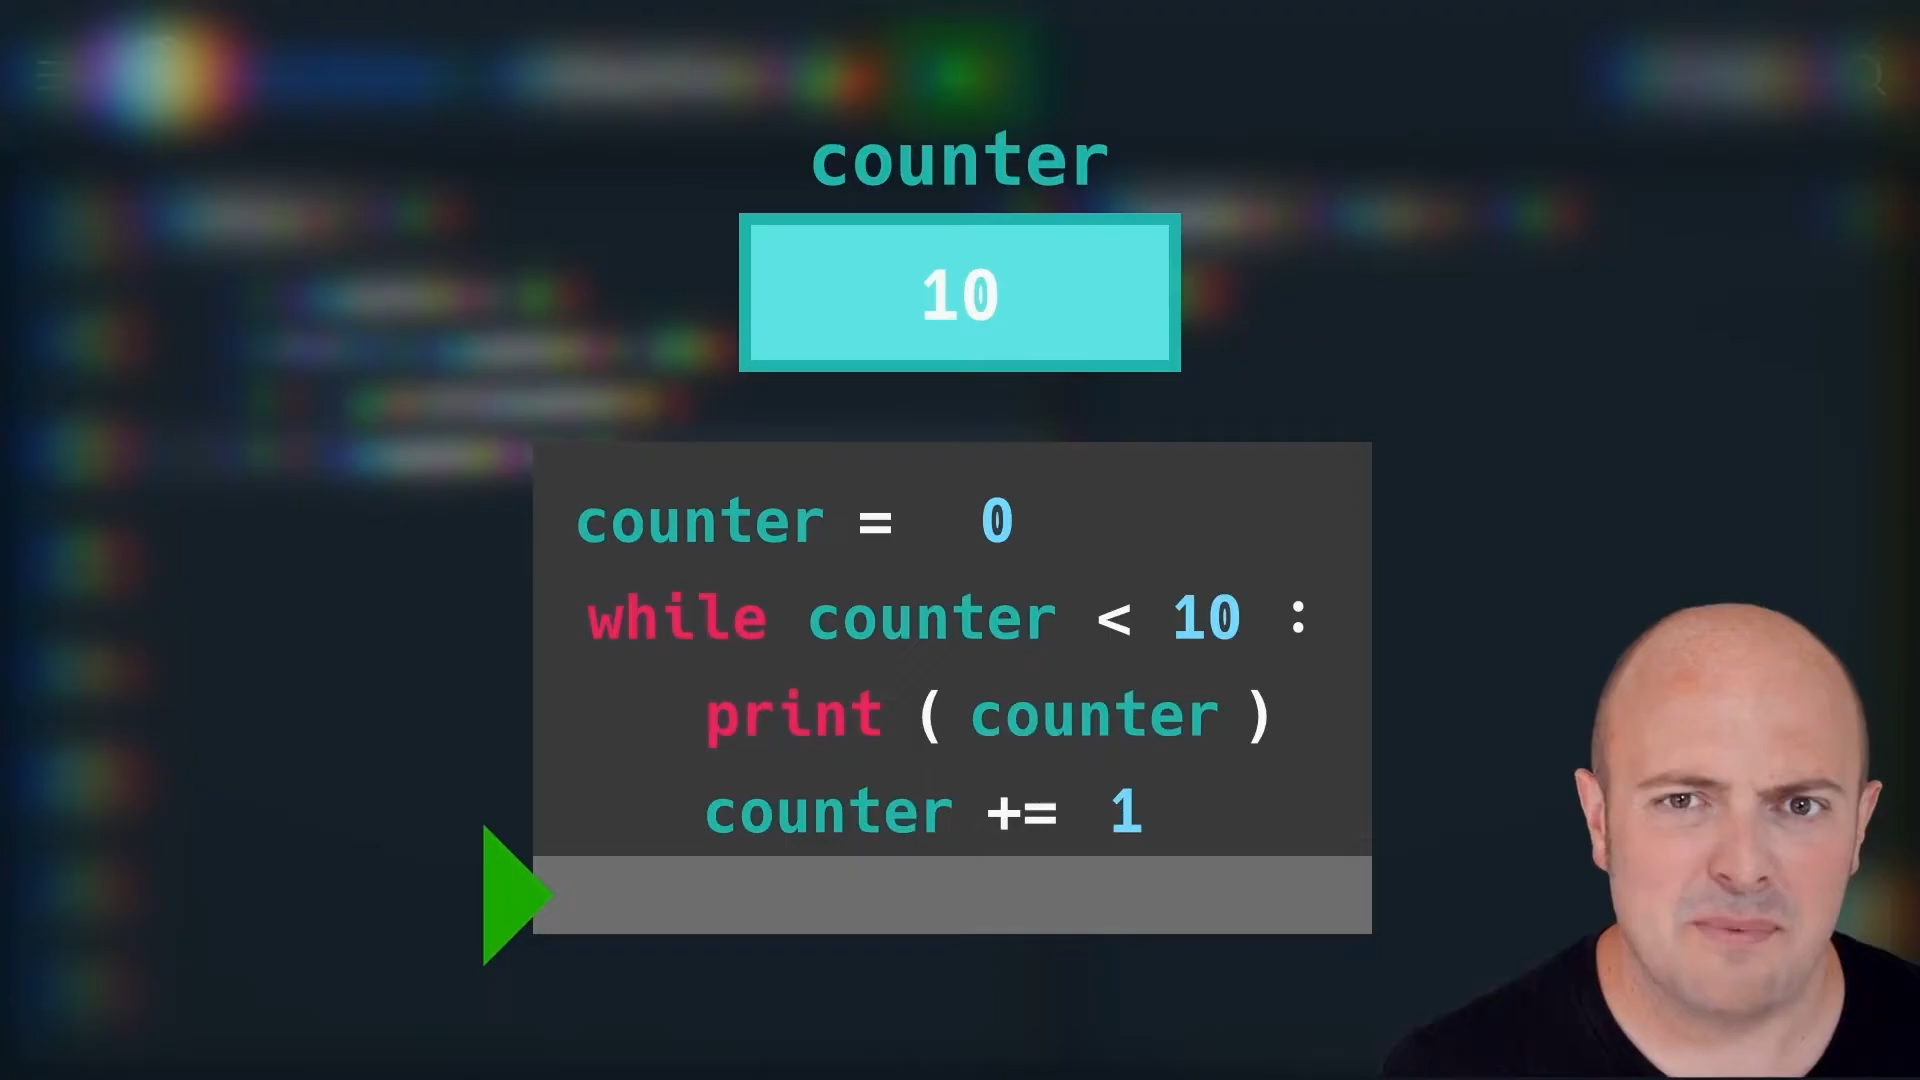 counter
10
counter = 0
while counter < 10 :
print ( counter )
counter += 1